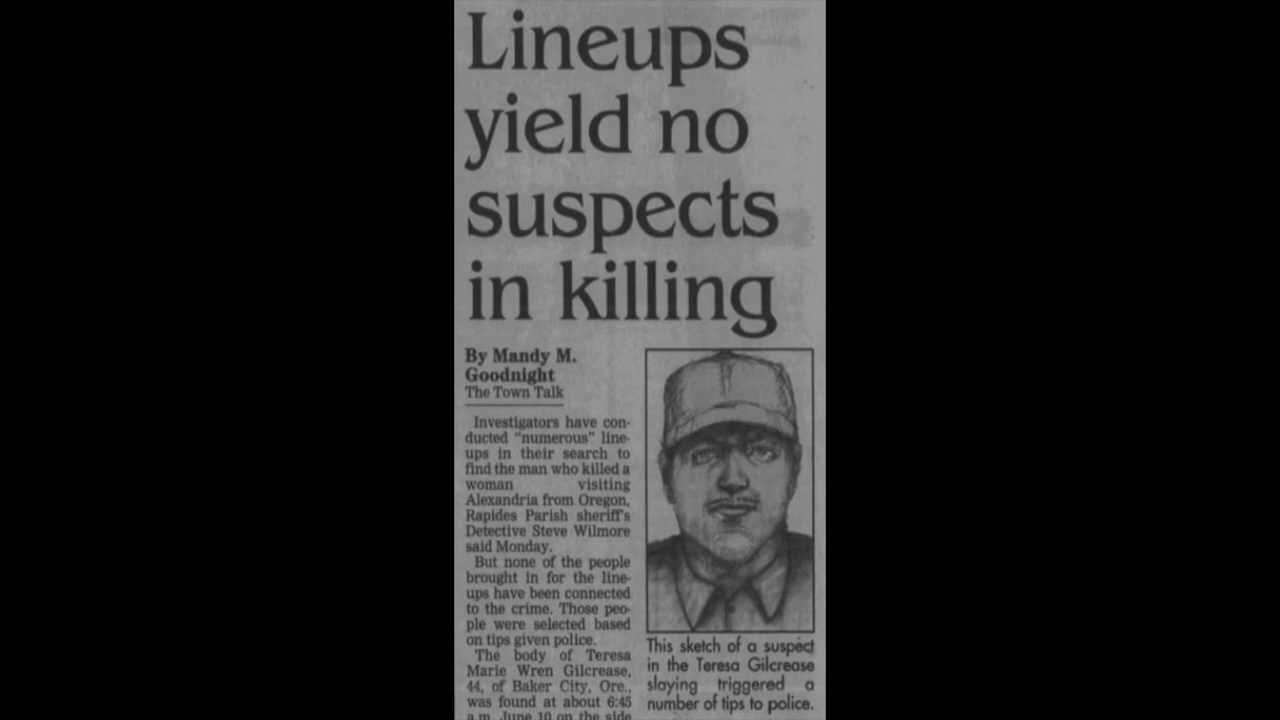 Lineups
yield no
suspects
in killing
By Mandy M.
Goodnight
The Town Talk
Investigators have con-
ducted "numerous" line-
ups in their search to
find the man who killed a
woman visiting
Alexandria from Oregon,
Rapides Parish sheriff's
Detective Steve Wilmore
said Monday.
But none of the people
brought in for the line-
ups have been connected
to the crime. Those peo-
ple were selected based
on tips given police.
The body of Teresa
Marie Wren Gilcrease,
44, of Baker City, Ore.,
was found at about 6:45
a.m. June 10 on the side
This sketch of a suspect
in the Teresa Gilcrease
slaying triggered a
number of tips to police.